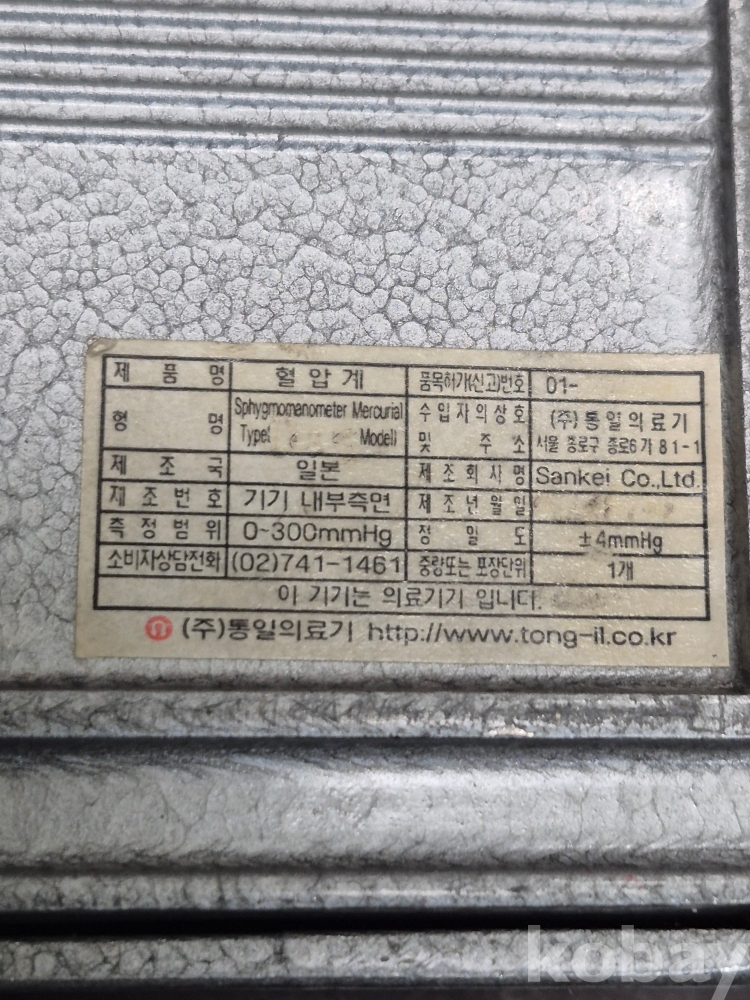 제품명 혈압계 품목허가(신고)번호 01-
형명 Sphygmomanometer Mercurial Type( Model) 수입자의상호 및 주소 (주)통일의료기 서울 종로구 종로6가 81-1
제조국 일본 제조회사명 Sankei Co.,Ltd.
제조번호 기기 내부측면 제조년월일
측정범위 0~300mmHg 정밀도 ±4mmHg
소비자상담전화 (02)741-1461 중량또는 포장단위 1개
이 기기는 의료기기 입니다.
(주)통일의료기 http://www.tong-il.co.kr
kobay